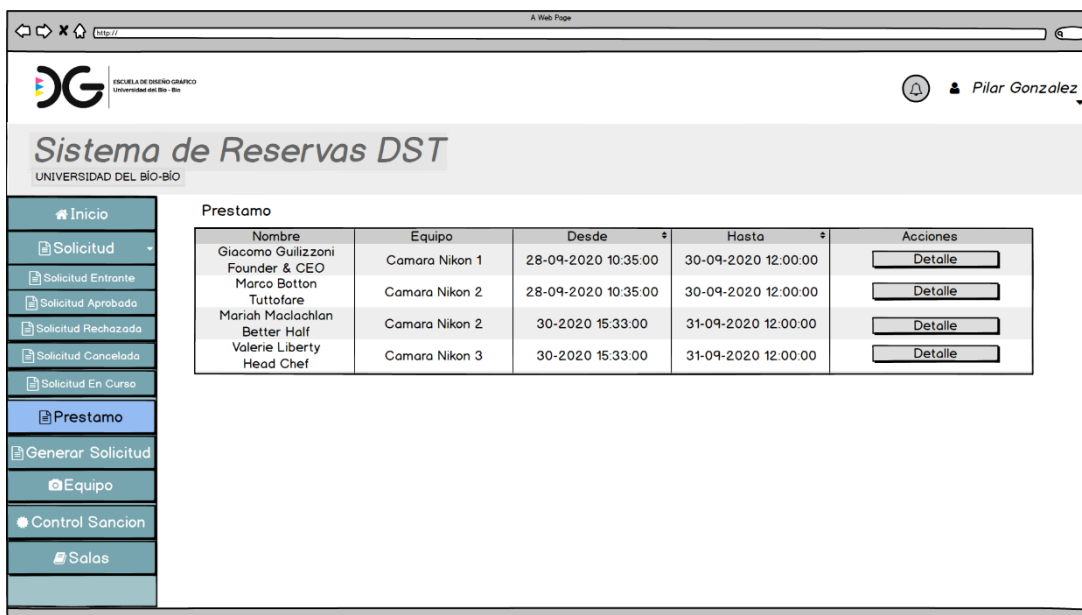 A Web Page
http://
DG
ESCUELA DE DISEÑO GRÁFICO
Universidad del Bío - Bío
Pilar Gonzalez
Sistema de Reservas DST
UNIVERSIDAD DEL BÍO-BÍO
Inicio
Solicitud
Solicitud Entrante
Solicitud Aprobada
Solicitud Rechazada
Solicitud Cancelada
Solicitud En Curso
Prestamo
Generar Solicitud
Equipo
Control Sancion
Salas
Prestamo
Nombre Equipo Desde Hasta Acciones
Giacomo Guilizzoni
Founder & CEO
Camara Nikon 1 28-09-2020 10:35:00 30-09-2020 12:00:00 Detalle
Marco Botton
Tuttofare
Camara Nikon 2 28-09-2020 10:35:00 30-09-2020 12:00:00 Detalle
Mariah Maclachlan
Better Half
Camara Nikon 2 30-2020 15:33:00 31-09-2020 12:00:00 Detalle
Valerie Liberty
Head Chef
Camara Nikon 3 30-2020 15:33:00 31-09-2020 12:00:00 Detalle